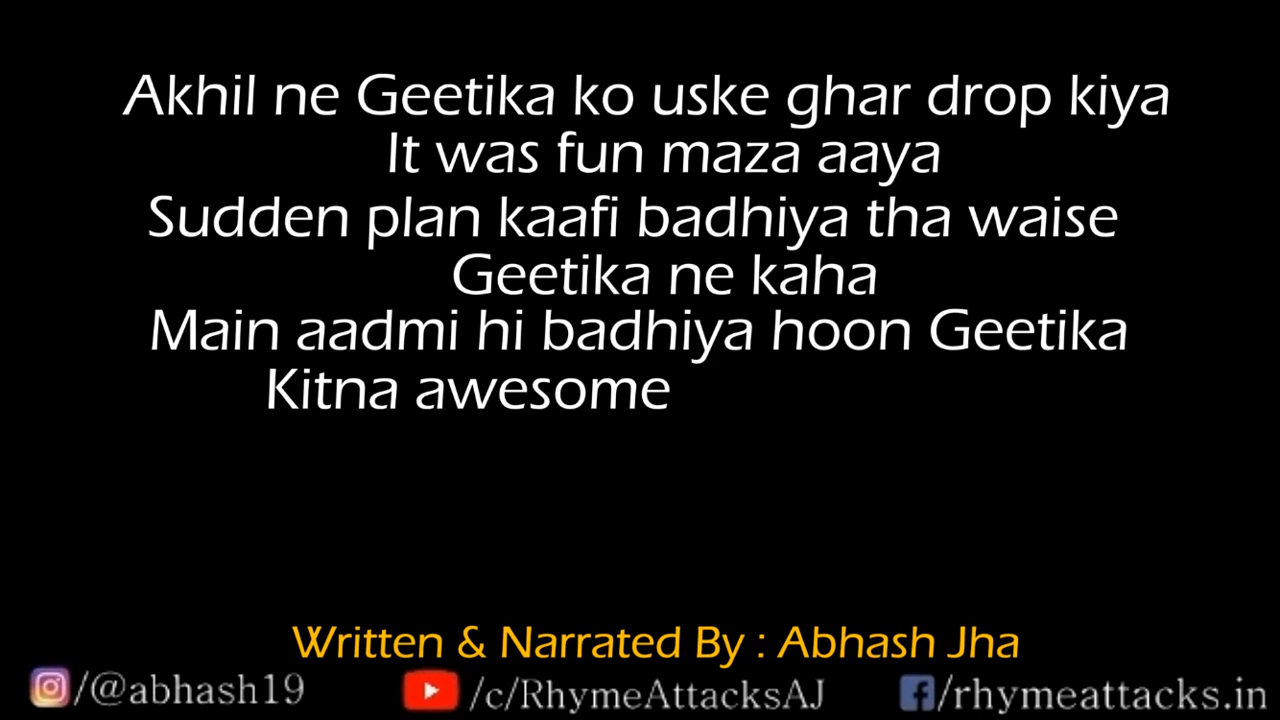 Akhil ne Geetika ko uske ghar drop kiya
It was fun maza aaya
Sudden plan kaafi badhiya tha waise
Geetika ne kaha
Main aadmi hi badhiya hoon Geetika
Kitna awesome
Written & Narrated By : Abhash Jha
/@abhash19 /c/RhymeAttacksAJ /rhymeattacks.in